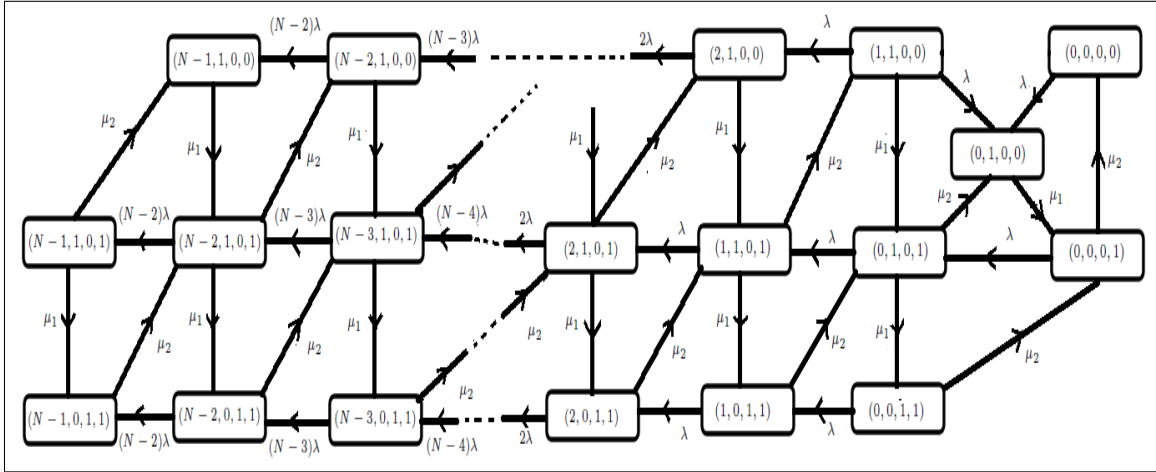 (N−2)λ (N−3)λ 2λ λ
(N−1,1,0,0) (N−2,1,0,0) (2,1,0,0) (1,1,0,0) (0,0,0,0)
λ λ
μ2 μ1 μ2 μ1 μ1 μ1 μ2 μ1 μ2 (0,1,0,0) μ2
μ2 μ1
(N−2)λ (N−3)λ (N−4)λ 2λ λ λ λ
(N−1,1,0,1) (N−2,1,0,1) (N−3,1,0,1) (2,1,0,1) (1,1,0,1) (0,1,0,1) (0,0,0,1)
μ1 μ2 μ1 μ2 μ1 μ2 μ1 μ2 μ1 μ2 μ1 μ2
μ2
(N−1,0,1,1) (N−2,0,1,1) (N−3,0,1,1) (2,0,1,1) (1,0,1,1) (0,0,1,1)
(N−2)λ (N−3)λ (N−4)λ 2λ λ λ